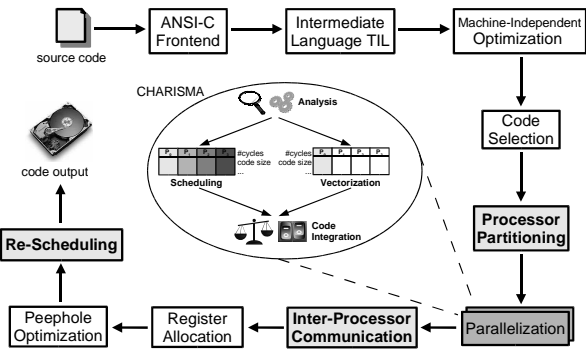 source code
ANSI-C
Frontend
Intermediate
Language TIL
Machine-Independent
Optimization
CHARISMA
Analysis
#cycles
code size
...
#cycles
code size
...
Scheduling
Vectorization
Code
Integration
code output
Code
Selection
Processor
Partitioning
Re-Scheduling
Peephole
Optimization
Register
Allocation
Inter-Processor
Communication
Parallelization